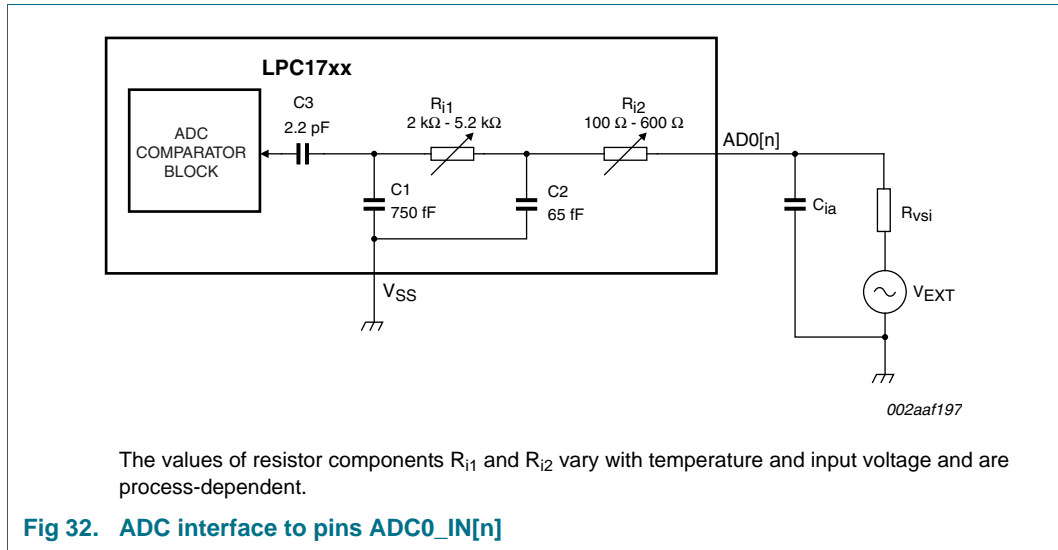 LPC17xx
C3
2.2 pF
Ri1
2 kΩ - 5.2 kΩ
Ri2
100 Ω - 600 Ω
AD0[n]
ADC
COMPARATOR
BLOCK
C1
750 fF
C2
65 fF
Cia
Rvsi
VSS
VEXT
002aaf197
The values of resistor components Ri1 and Ri2 vary with temperature and input voltage and are
process-dependent.
Fig 32. ADC interface to pins ADC0_IN[n]